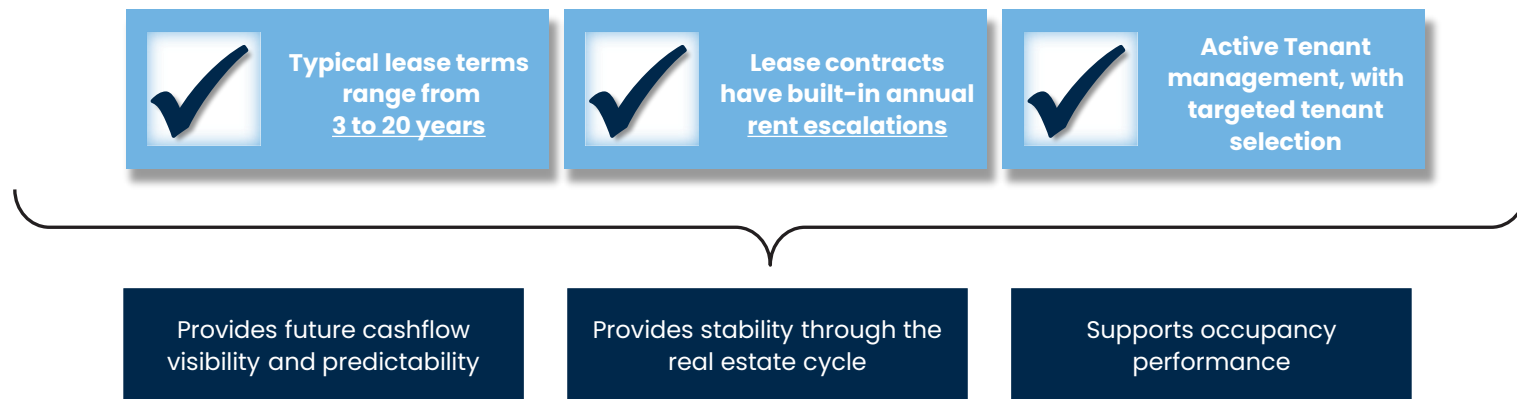 Typical lease terms
range from
3 to 20 years
Lease contracts
have built-in annual
rent escalations
Active Tenant
management, with
targeted tenant
selection
Provides future cashflow
visibility and predictability
Provides stability through the
real estate cycle
Supports occupancy
performance